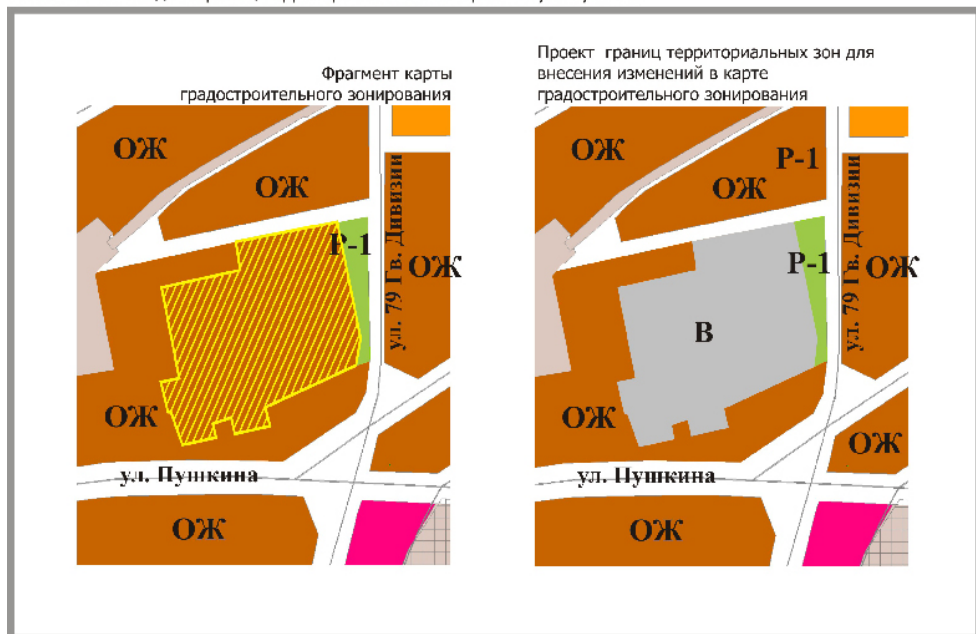 Фрагмент карты
градостроительного зонирования
ОЖ
ОЖ
Р-1
ул. 79 Гв. Дивизии
ОЖ
ОЖ
ул. Пушкина
ОЖ
Проект границ территориальных зон для
внесения изменений в карте
градостроительного зонирования
ОЖ
Р-1
ОЖ
ул. 79 Гв. Дивизии
Р-1
ОЖ
В
ОЖ
ОЖ
ул. Пушкина
ОЖ